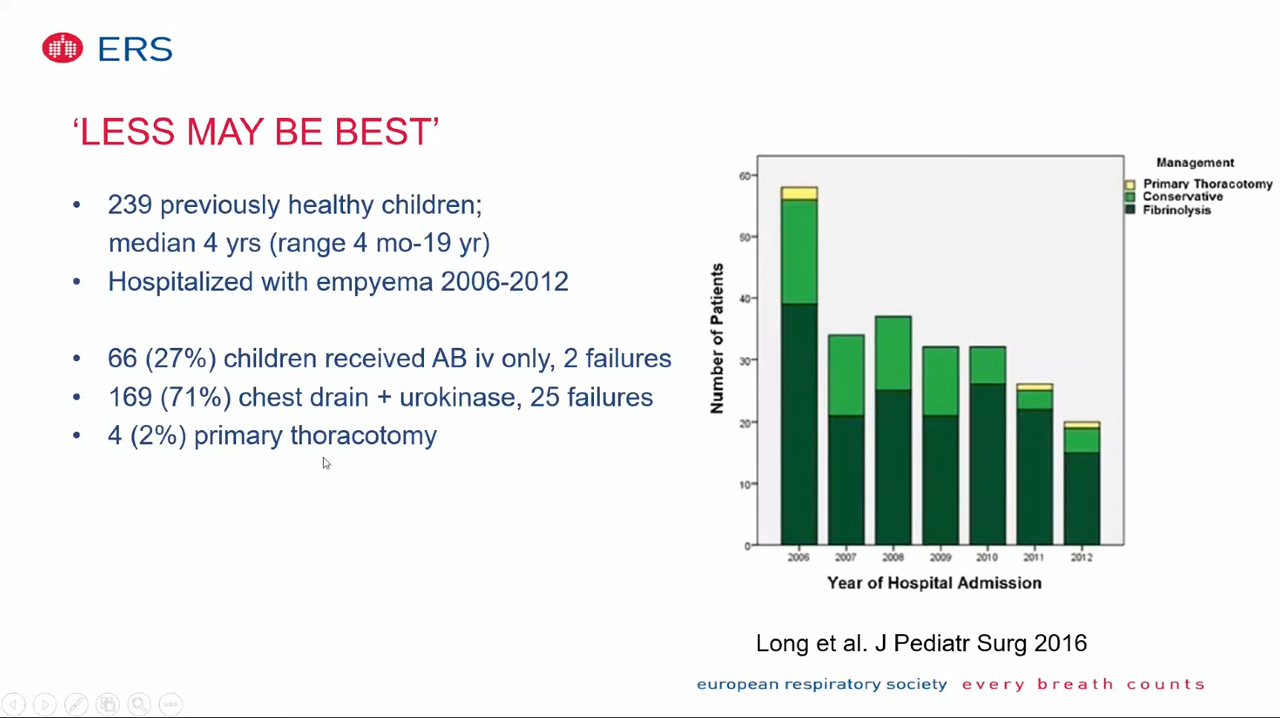 ERS
‘LESS MAY BE BEST’
• 239 previously healthy children;
median 4 yrs (range 4 mo-19 yr)
• Hospitalized with empyema 2006-2012
• 66 (27%) children received AB iv only, 2 failures
• 169 (71%) chest drain + urokinase, 25 failures
• 4 (2%) primary thoracotomy
Management
Primary Thoracotomy
Conservative
Fibrinolysis
Number of Patients
60
50
40
30
20
10
0
2006 2007 2008 2009 2010 2011 2012
Year of Hospital Admission
Long et al. J Pediatr Surg 2016
european respiratory society every breath counts